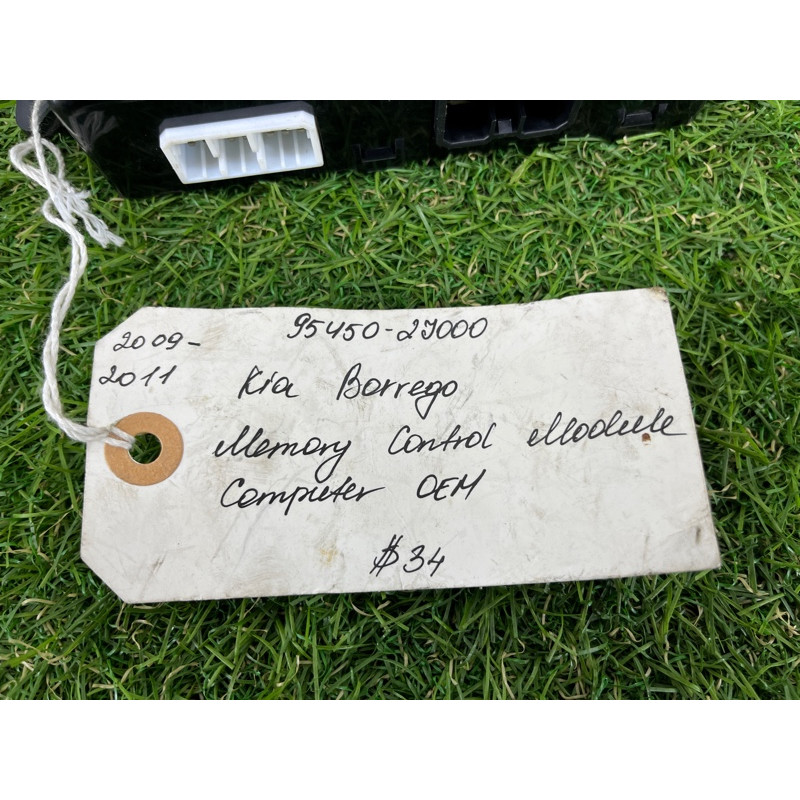 2009-
2011
95450-2J000
Kia Borrego
Memory Control Module
Computer OEM
$34